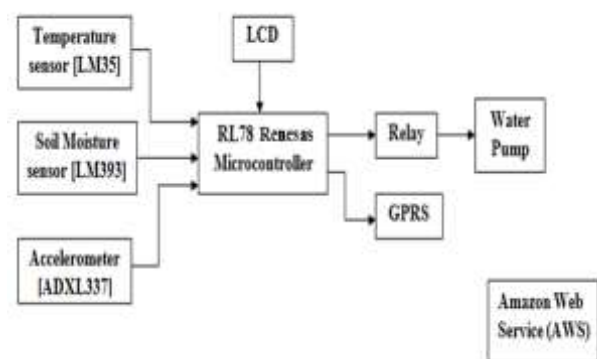 Temperature
sensor [LM35]
LCD
Soil Moisture
sensor [LM393]
RL78 Renesas
Microcontroller
Relay
Water
Pump
GPRS
Accelerometer
[ADXL337]
Amazon Web
Service (AWS)